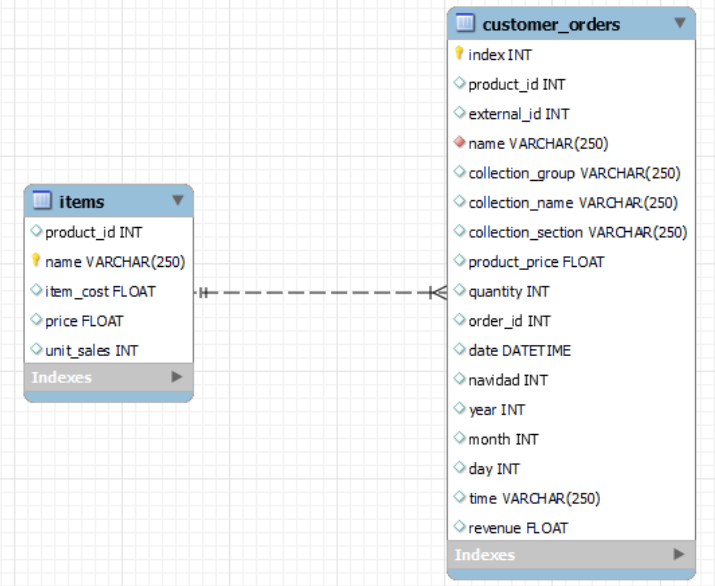 items
product_id INT
name VARCHAR(250)
item_cost FLOAT
price FLOAT
unit_sales INT
Indexes
customer_orders
index INT
product_id INT
external_id INT
name VARCHAR(250)
collection_group VARCHAR(250)
collection_name VARCHAR(250)
collection_section VARCHAR(250)
product_price FLOAT
quantity INT
order_id INT
date DATETIME
navidad INT
year INT
month INT
day INT
time VARCHAR(250)
revenue FLOAT
Indexes